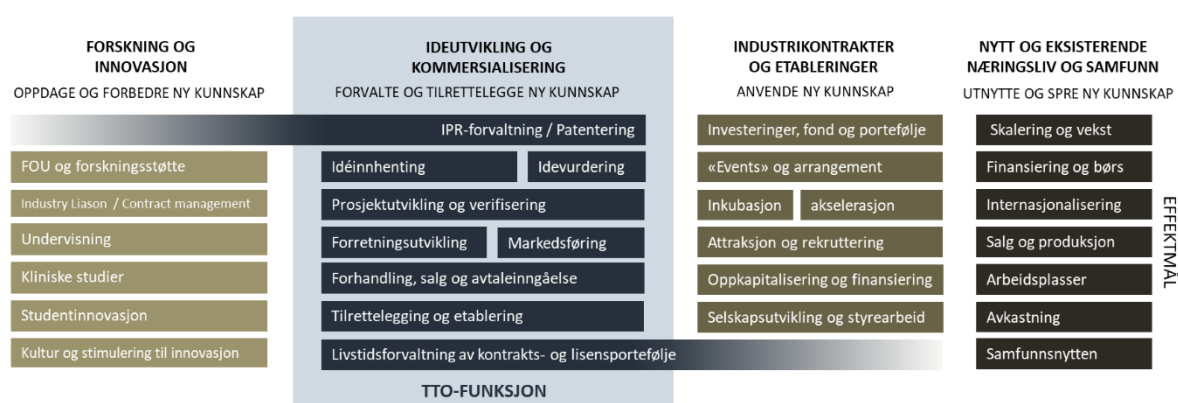 FORSKNING OG
INNOVASJON
OPPDAGE OG FORBEDRE NY KUNNSKAP
FOU og forskningsstøtte
Industry Liason / Contract management
Undervisning
Kliniske studier
Studentinnovasjon
Kultur og stimulering til innovasjon
IDEUTVIKLING OG
KOMMERSIALISERING
FORVALTE OG TILRETTELEGGE NY KUNNSKAP
IPR-forvaltning / Patentering
Idéinnhenting
Idevurdering
Prosjektutvikling og verifisering
Forretningsutvikling
Markedsføring
Forhandling, salg og avtaleinngåelse
Tilrettelegging og etablering
Livstidsforvaltning av kontrakts- og lisensportefølje
TTO-FUNKSJON
INDUSTRIKONTRAKTER
OG ETABLERINGER
ANVENDE NY KUNNSKAP
Investeringer, fond og portefølje
«Events» og arrangement
Inkubasjon
akselerasjon
Attraksjon og rekruttering
Oppkapitalisering og finansiering
Selskapsutvikling og styrearbeid
NYTT OG EKSISTERENDE
NÆRINGSLIV OG SAMFUNN
UTNYTTE OG SPRE NY KUNNSKAP
Skalering og vekst
Finansiering og børs
Internasjonalisering
Salg og produksjon
Arbeidsplasser
Avkastning
Samfunnsnytten
EFFEKTMÅL